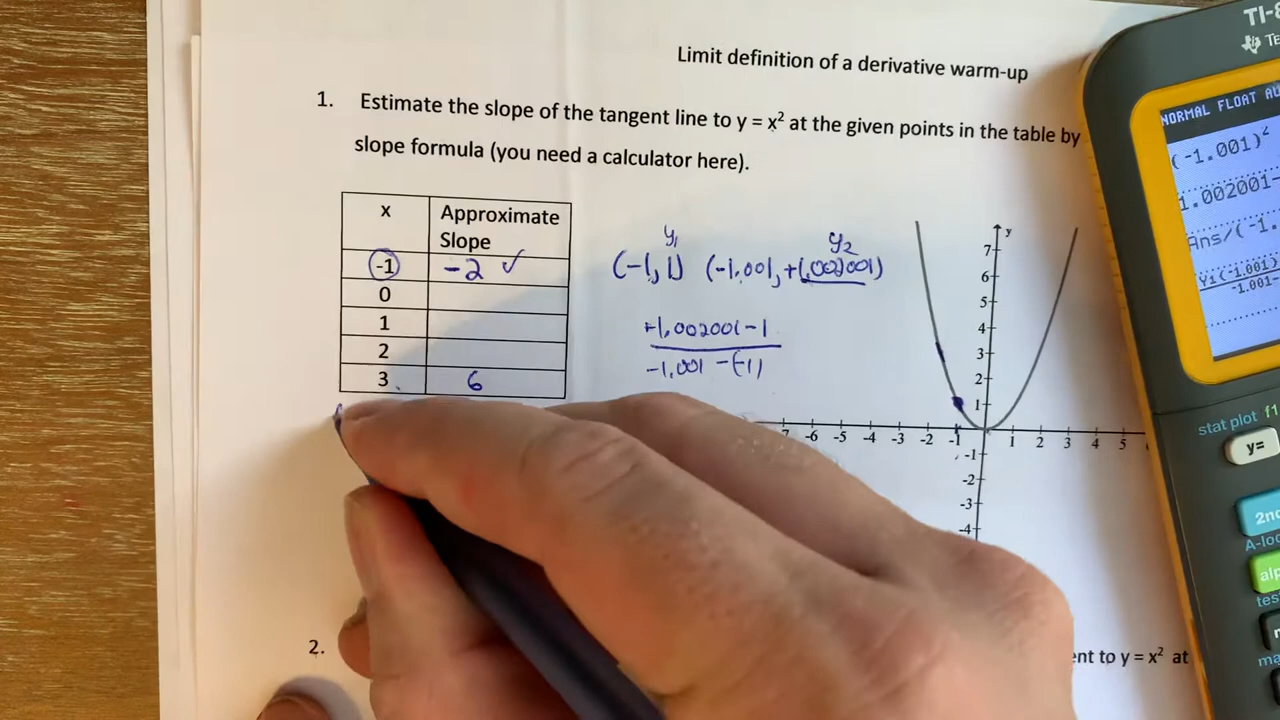 Limit definition of a derivative warm-up
1. Estimate the slope of the tangent line to y = x² at the given points in the table by
slope formula (you need a calculator here).
x Approximate Slope
-1 -2 ✓
0
1
2
3 6
y₁ y₂
(-1, 1) (-1.001, +1.002001)
+1.002001 - 1
-1.001 - (-1)
y
7
6
5
4
3
2
1
-7 -6 -5 -4 -3 -2 -1 1 2 3 4 5
-1
-2
-3
-4
2.
ent to y = x² at
TI-8
NORMAL FLOAT AU
(-1.001)²
1.002001-
Ans/(-1.
Y₁(-1.001)
-1.001-
stat plot f1
y=
2nd
A-lo
alp